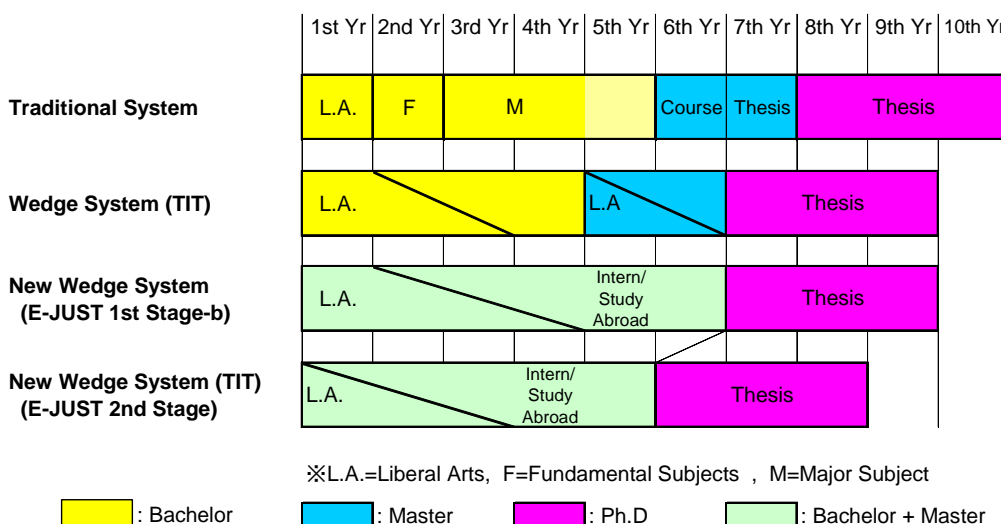 1st Yr 2nd Yr 3rd Yr 4th Yr 5th Yr 6th Yr 7th Yr 8th Yr 9th Yr 10th Yr
Traditional System L.A. F M Course Thesis Thesis
Wedge System (TIT) L.A. L.A Thesis
New Wedge System
(E-JUST 1st Stage-b)
L.A.
Intern/
Study
Abroad
Thesis
New Wedge System (TIT)
(E-JUST 2nd Stage)
L.A.
Intern/
Study
Abroad
Thesis
※L.A.=Liberal Arts, F=Fundamental Subjects , M=Major Subject
: Bachelor : Master : Ph.D : Bachelor + Master